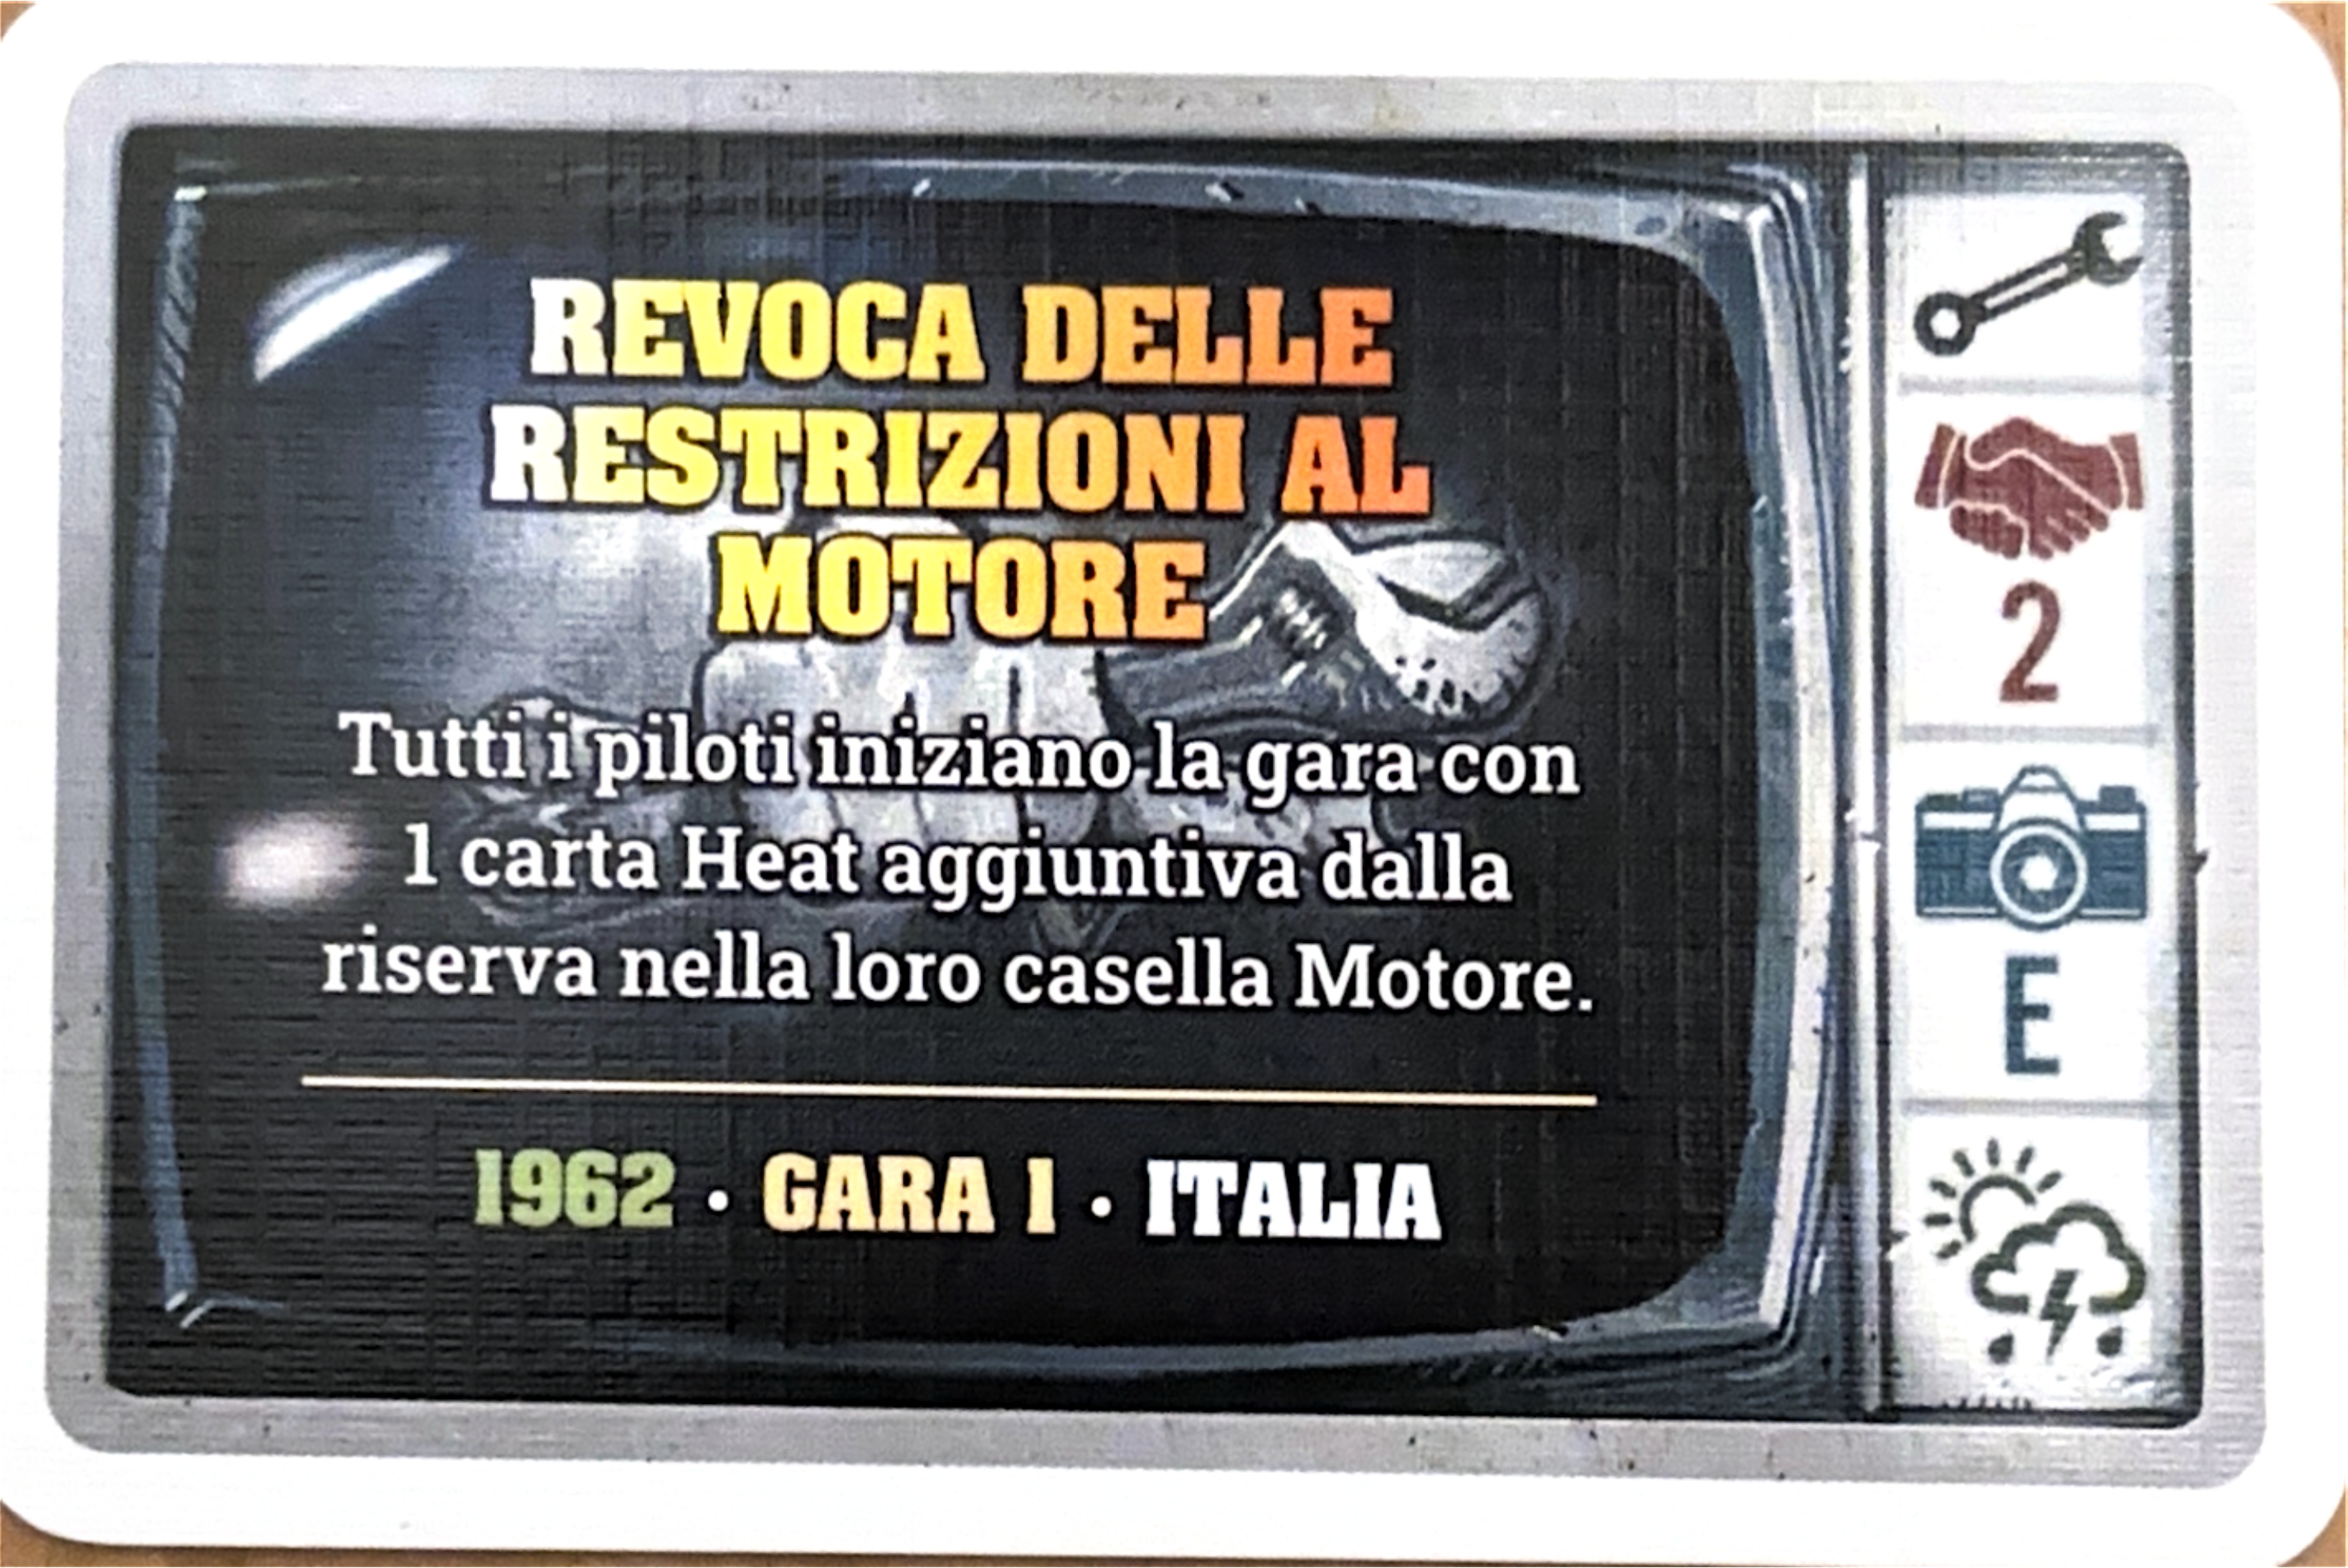 REVOCA DELLE
RESTRIZIONI AL
MOTORE
Tutti i piloti iniziano la gara con
1 carta Heat aggiuntiva dalla
riserva nella loro casella Motore.
1962 • GARA 1 • ITALIA
2
E